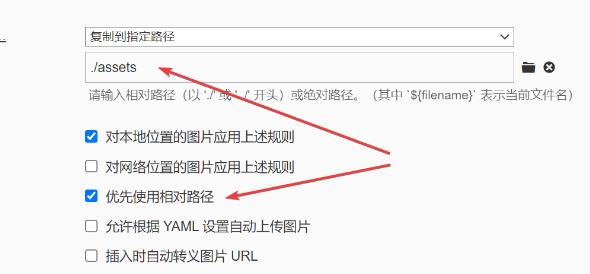 复制到指定路径
./assets
请输入相对路径（以 './' 或 '../' 开头）或绝对路径。（其中 `${filename}` 表示当前文件名）
对本地位置的图片应用上述规则
对网络位置的图片应用上述规则
优先使用相对路径
允许根据 YAML 设置自动上传图片
插入时自动转义图片 URL